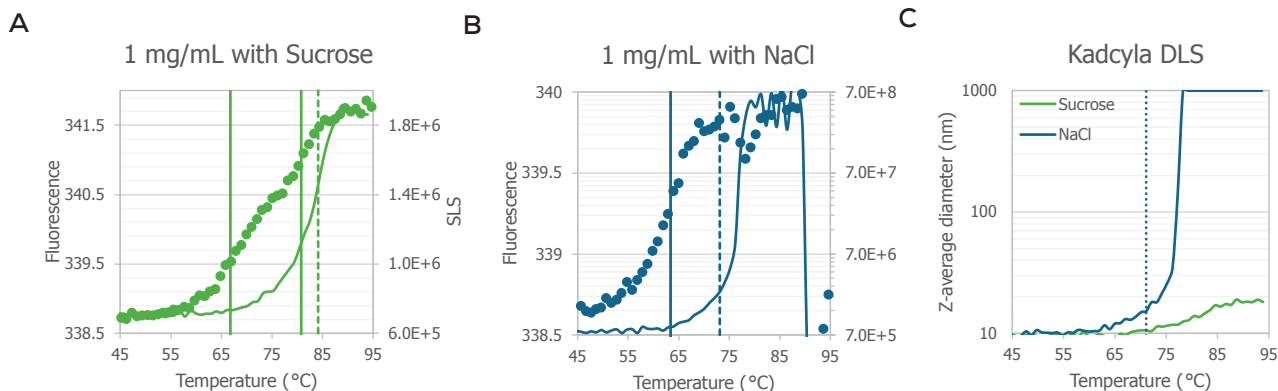 A
1 mg/mL with Sucrose
Fluorescence
341.5
340.5
339.5
338.5
1.8E+6
1.4E+6
1.0E+6
6.0E+5
SLS
45 55 65 75 85 95
Temperature (°C)
B
1 mg/mL with NaCl
Fluorescence
340
339.5
339
338.5
7.0E+8
7.0E+7
7.0E+6
7.0E+5
45 55 65 75 85 95
Temperature (°C)
C
Kadcyla DLS
Z-average diameter (nm)
1000
100
10
Sucrose
NaCl
45 55 65 75 85 95
Temperature (°C)